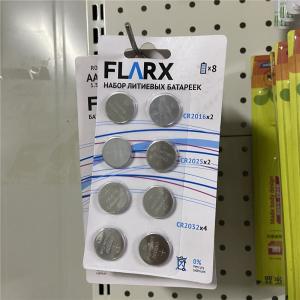 FLARX
×8
НАБОР ЛИТИЕВЫХ БАТАРЕЕК
CR2016x2
CR2025x2
CR2032x4
0%